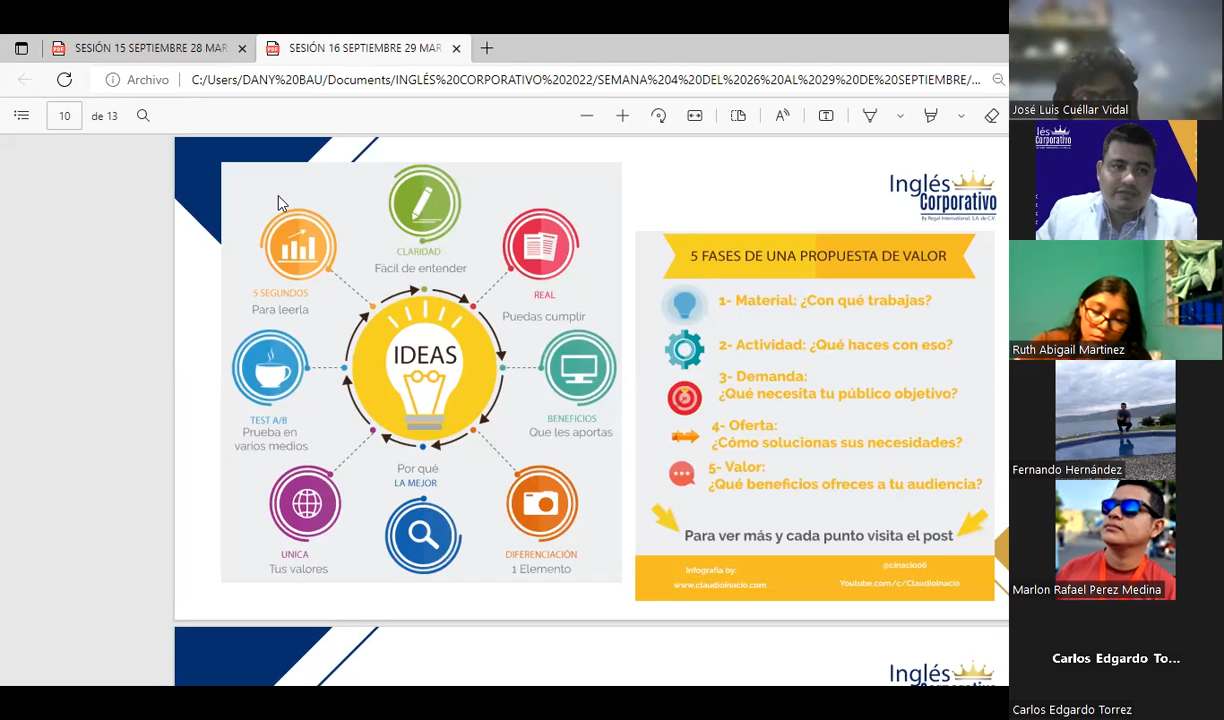 SESIÓN 15 SEPTIEMBRE 28 MAR
SESIÓN 16 SEPTIEMBRE 29 MAR
Archivo
C:/Users/DANY%20BAU/Documents/INGLÉS%20CORPORATIVO%202022/SEMANA%204%20DEL%2026%20AL%2029%20DE%20SEPTIEMBRE/...
10
de 13
CLARIDAD
Fácil de entender
5 SEGUNDOS
Para leerla
REAL
Puedas cumplir
IDEAS
TEST A/B
Prueba en
varios medios
BENEFICIOS
Que les aportas
Por qué
LA MEJOR
UNICA
Tus valores
DIFERENCIACIÓN
1 Elemento
Inglés
Corporativo
By Regal International, S.A. de C.V.
5 FASES DE UNA PROPUESTA DE VALOR
1- Material: ¿Con qué trabajas?
2- Actividad: ¿Qué haces con eso?
3- Demanda:
¿Qué necesita tu público objetivo?
4- Oferta:
¿Cómo solucionas sus necesidades?
5- Valor:
¿Qué beneficios ofreces a tu audiencia?
Para ver más y cada punto visita el post
Infografía by:
www.claudioinacio.com
@cinacio06
Youtube.com/c/Claudioinacio
Inglés
José Luis Cuéllar Vidal
lés
Corporativo
Ruth Abigail Martinez
Fernando Hernández
Marlon Rafael Perez Medina
Carlos Edgardo To...
Carlos Edgardo Torrez